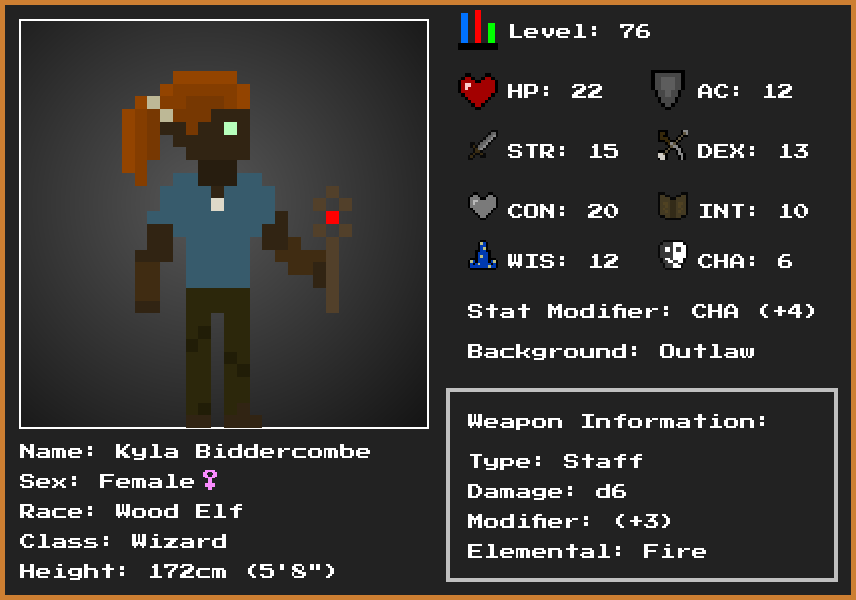 Level: 76
HP: 22 AC: 12
STR: 15 DEX: 13
CON: 20 INT: 10
WIS: 12 CHA: 6
Stat Modifier: CHA (+4)
Background: Outlaw
Weapon Information:
Type: Staff
Damage: d6
Modifier: (+3)
Elemental: Fire
Name: Kyla Biddercombe
Sex: Female♀
Race: Wood Elf
Class: Wizard
Height: 172cm (5'8")